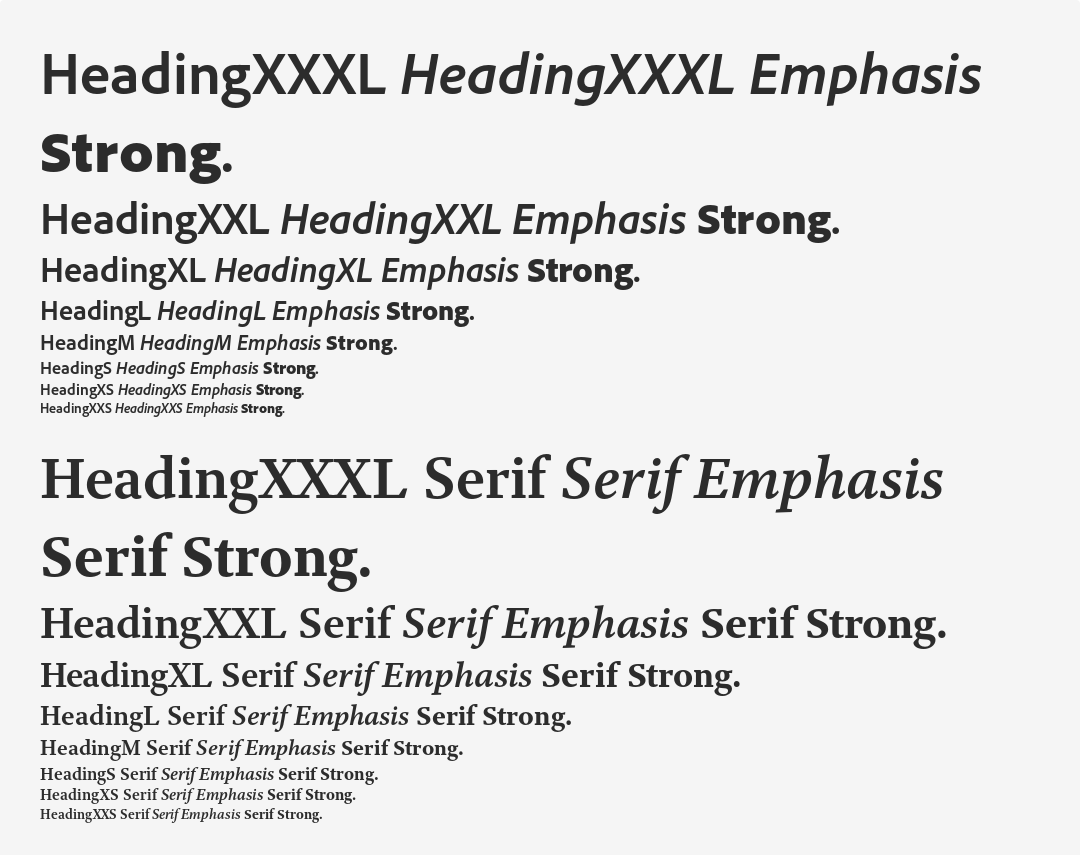 HeadingXXXL HeadingXXXL Emphasis
Strong.
HeadingXXL HeadingXXL Emphasis Strong.
HeadingXL HeadingXL Emphasis Strong.
HeadingL HeadingL Emphasis Strong.
HeadingM HeadingM Emphasis Strong.
HeadingS HeadingS Emphasis Strong.
HeadingXS HeadingXS Emphasis Strong.
HeadingXXS HeadingXXS Emphasis Strong.
HeadingXXXL Serif Serif Emphasis
Serif Strong.
HeadingXXL Serif Serif Emphasis Serif Strong.
HeadingXL Serif Serif Emphasis Serif Strong.
HeadingL Serif Serif Emphasis Serif Strong.
HeadingM Serif Serif Emphasis Serif Strong.
HeadingS Serif Serif Emphasis Serif Strong.
HeadingXS Serif Serif Emphasis Serif Strong.
HeadingXXS Serif Serif Emphasis Serif Strong.